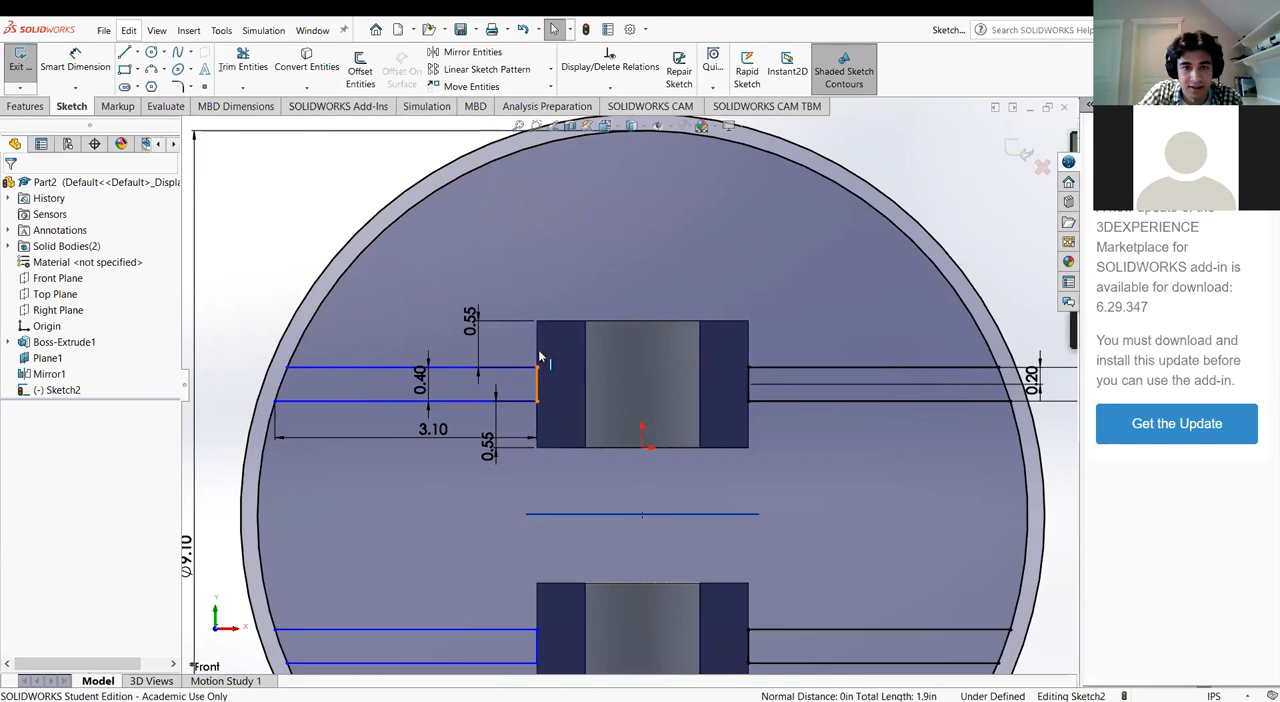 SOLIDWORKS
File
Edit
View
Insert
Tools
Simulation
Window
Sketch...
Search SOLIDWORKS Help
Exit ...
Smart Dimension
Trim Entities
Convert Entities
Offset Entities
Offset On Surface
Mirror Entities
Linear Sketch Pattern
Move Entities
Display/Delete Relations
Repair Sketch
Qui...
Rapid Sketch
Instant2D
Shaded Sketch Contours
Features
Sketch
Markup
Evaluate
MBD Dimensions
SOLIDWORKS Add-Ins
Simulation
MBD
Analysis Preparation
SOLIDWORKS CAM
SOLIDWORKS CAM TBM
Part2 (Default<<Default>_Displa
History
Sensors
Annotations
Solid Bodies(2)
Material <not specified>
Front Plane
Top Plane
Right Plane
Origin
Boss-Extrude1
Plane1
Mirror1
(-) Sketch2
0.55
0.40
3.10
0.55
0.20
Ø9.10
Y
X
*Front
3DEXPERIENCE
Marketplace for
SOLIDWORKS add-in is
available for download:
6.29.347
You must download and
install this update before
you can use the add-in.
Get the Update
Model
3D Views
Motion Study 1
SOLIDWORKS Student Edition - Academic Use Only
Normal Distance: 0in Total Length: 1.9in
Under Defined
Editing Sketch2
IPS